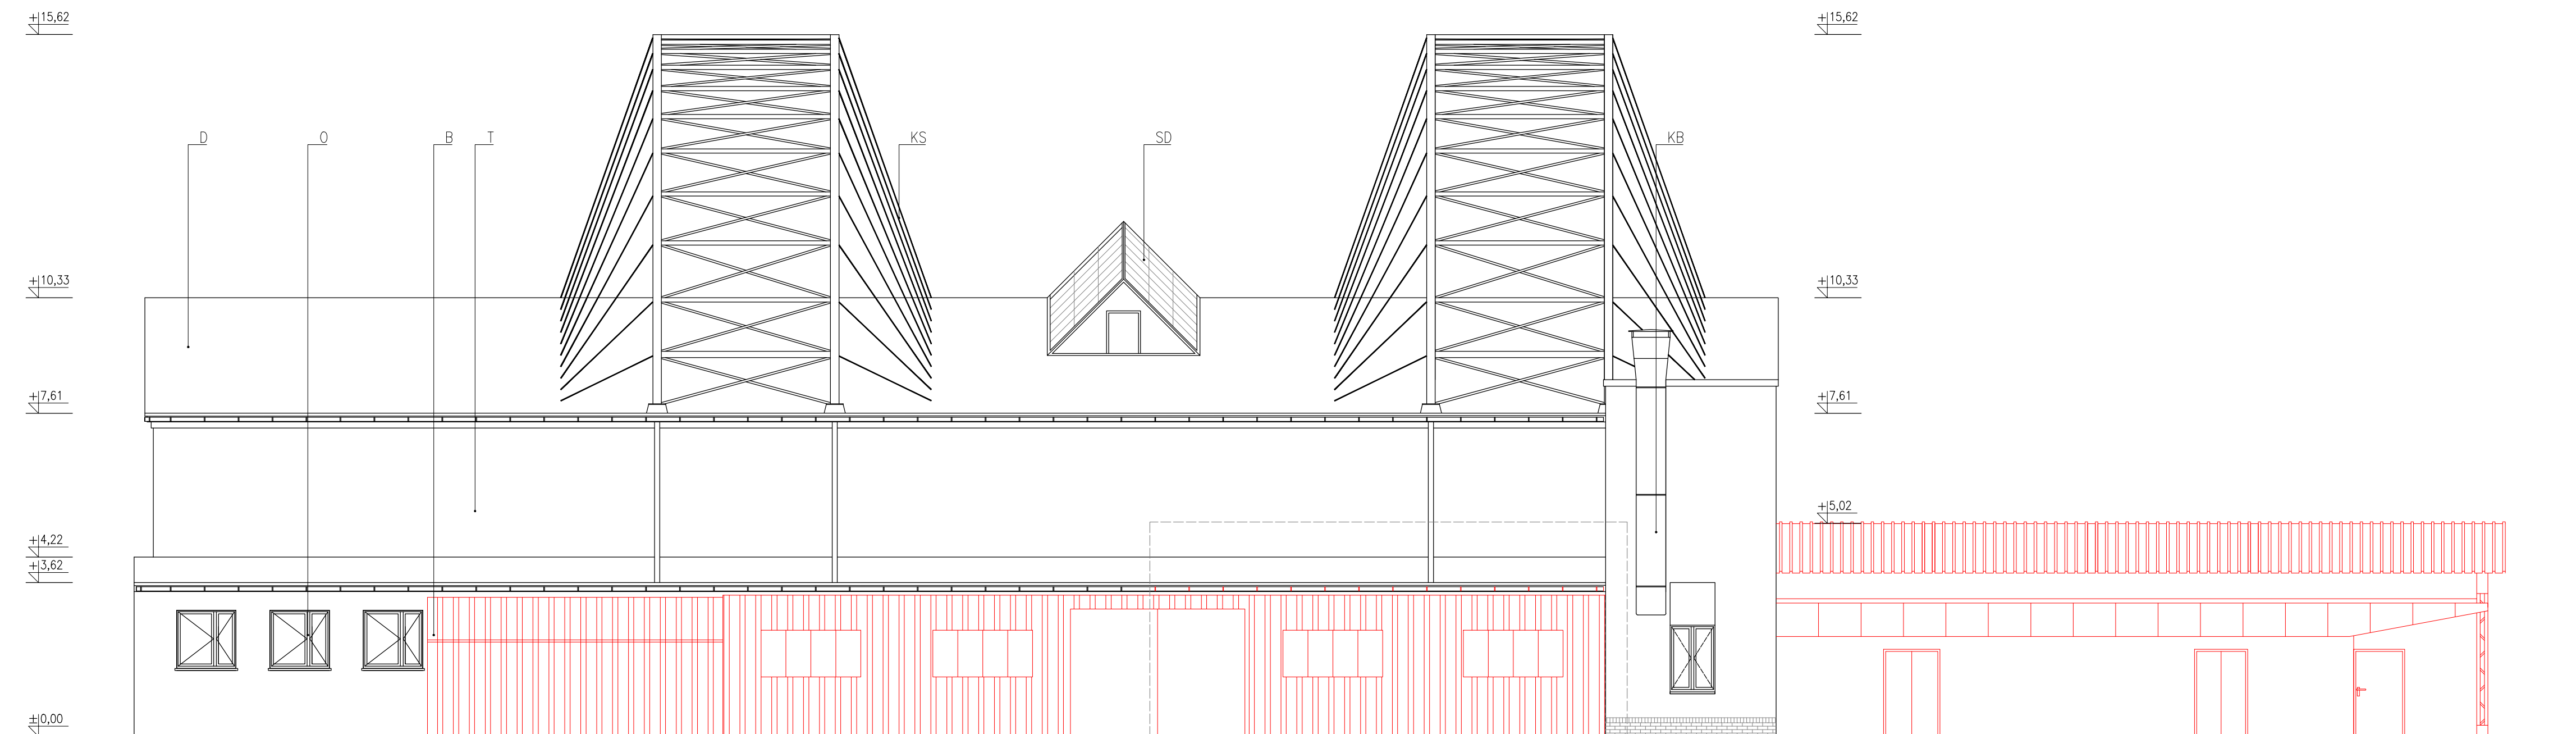 +15,62
+15,62
D
O
B
T
KS
SD
KB
+10,33
+10,33
+7,61
+7,61
+5,02
+4,22
+3,62
±0,00